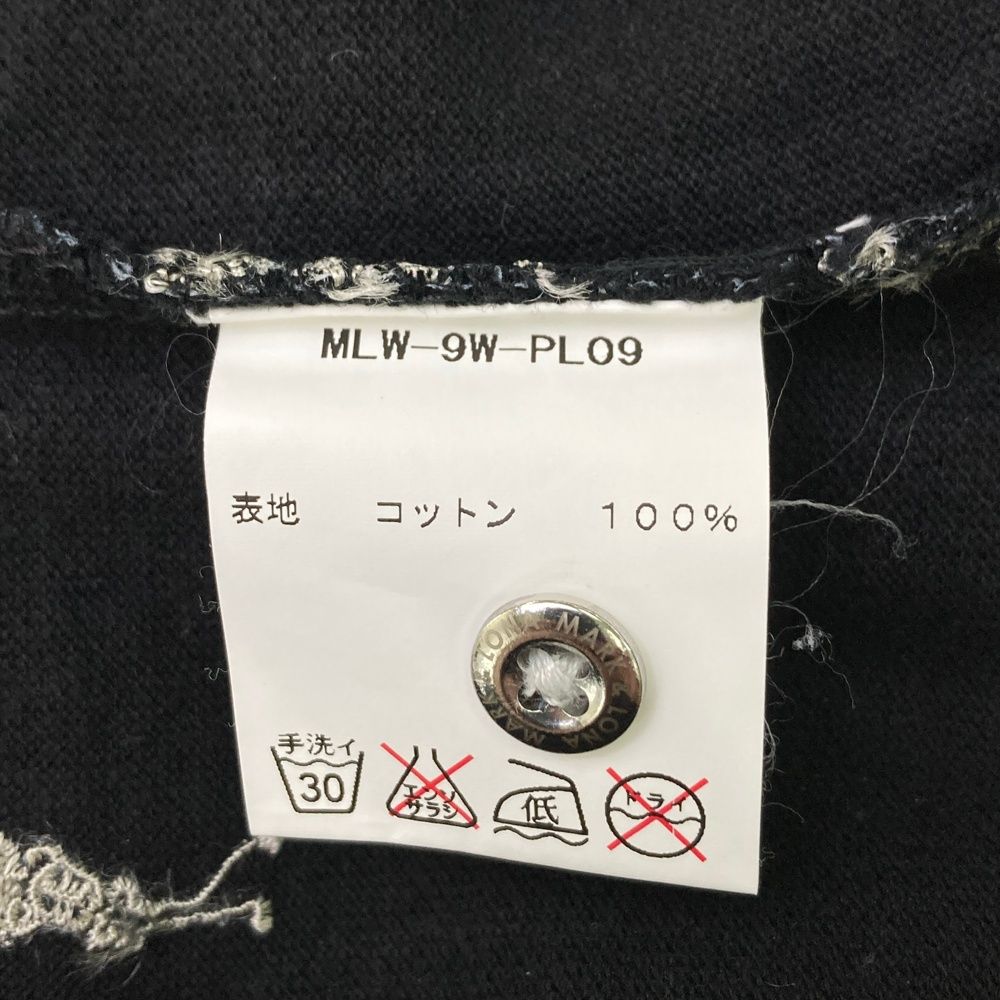 MLW-9W-PL09
表地 コットン 100%
MARK & LONA MARK & LONA
手洗イ
30
エンソ
サラシ
低
ドライ